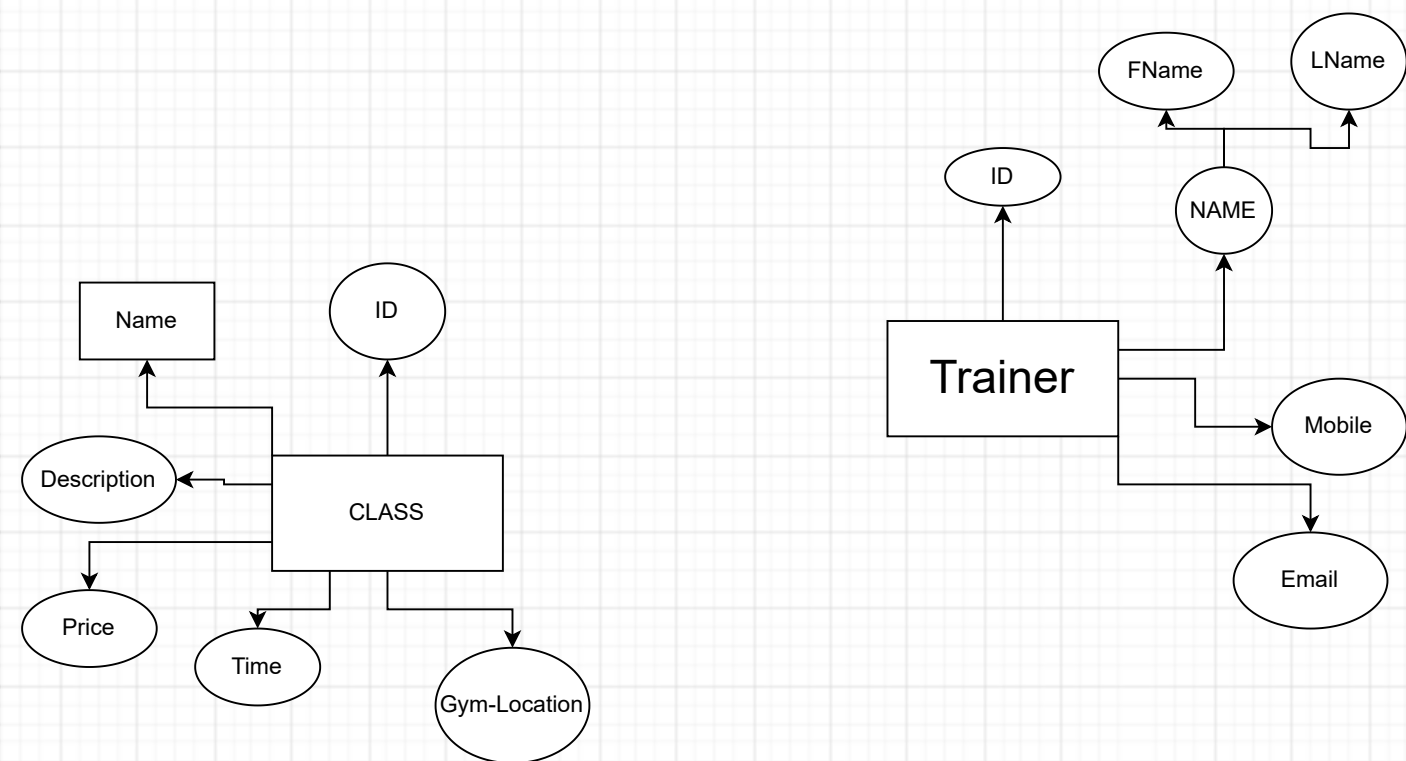 LName
FName
ID
NAME
Name
ID
Trainer
Mobile
Description
CLASS
Email
Price
Time
Gym-Location